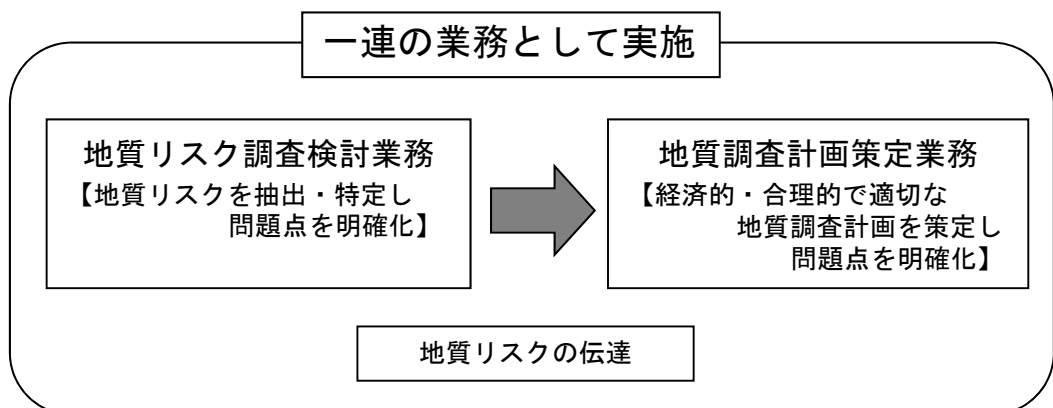 一連の業務として実施
地質リスク調査検討業務
【地質リスクを抽出・特定し
問題点を明確化】
地質調査計画策定業務
【経済的・合理的で適切な
地質調査計画を策定し
問題点を明確化】
地質リスクの伝達